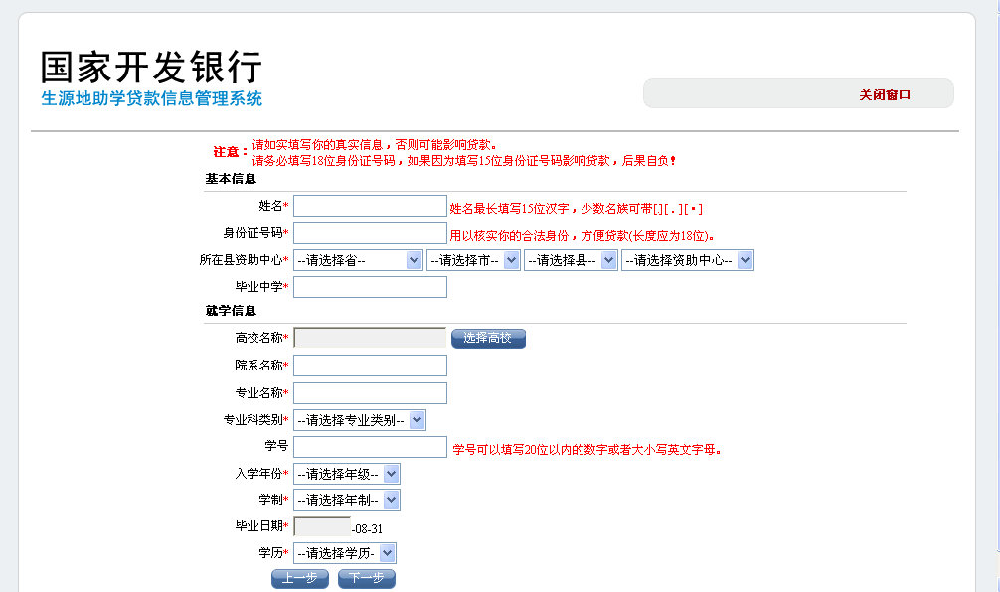 国家开发银行
生源地助学贷款信息管理系统
关闭窗口
注意：请如实填写你的真实信息，否则可能影响贷款。
请务必填写18位身份证号码，如果因为填写15位身份证号码影响贷款，后果自负！
基本信息
姓名* 姓名最长填写15位汉字，少数名族可带[][．][•]
身份证号码* 用以核实你的合法身份，方便贷款(长度应为18位)。
所在县资助中心* --请选择省-- --请选择市-- --请选择县-- --请选择资助中心--
毕业中学*
就学信息
高校名称* 选择高校
院系名称*
专业名称*
专业科类别* --请选择专业类别--
学号 学号可以填写20位以内的数字或者大小写英文字母。
入学年份* --请选择年级--
学制* --请选择年制--
毕业日期* -08-31
学历* --请选择学历-
上一步 下一步